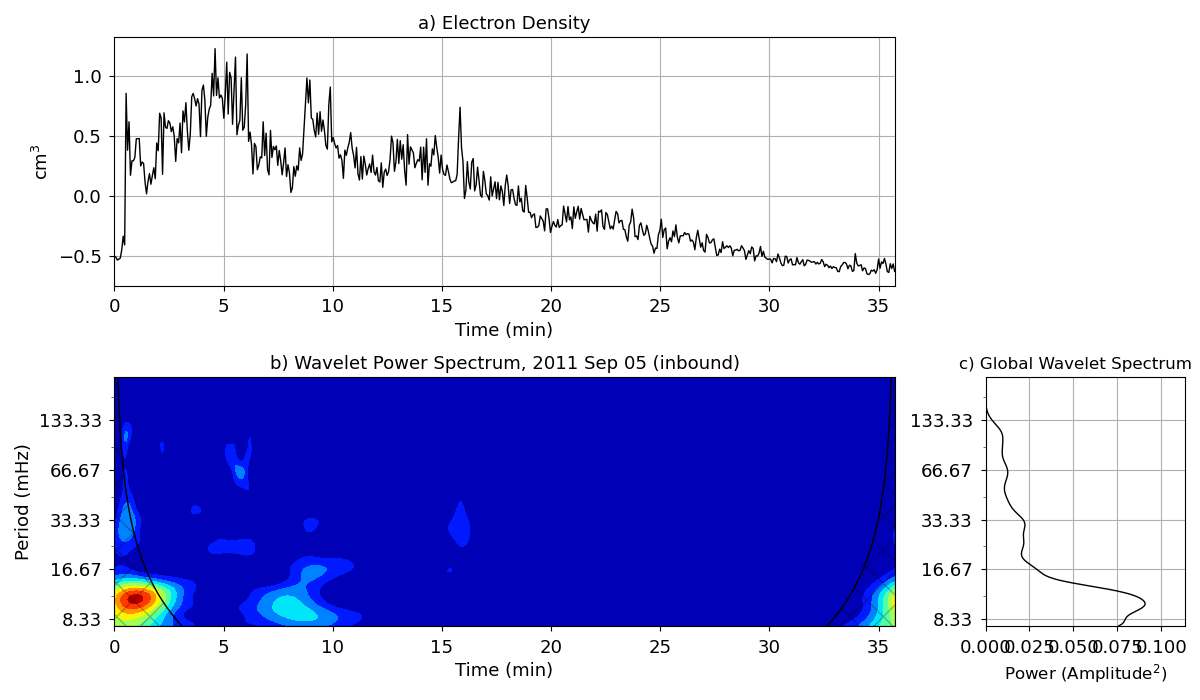 a) Electron Density
1.0
0.5
0.0
−0.5
cm³
0 5 10 15 20 25 30 35
Time (min)
b) Wavelet Power Spectrum, 2011 Sep 05 (inbound)
133.33
66.67
33.33
16.67
8.33
Period (mHz)
0 5 10 15 20 25 30 35
Time (min)
c) Global Wavelet Spectrum
133.33
66.67
33.33
16.67
8.33
0.000 0.025 0.050 0.075 0.100
Power (Amplitude²)